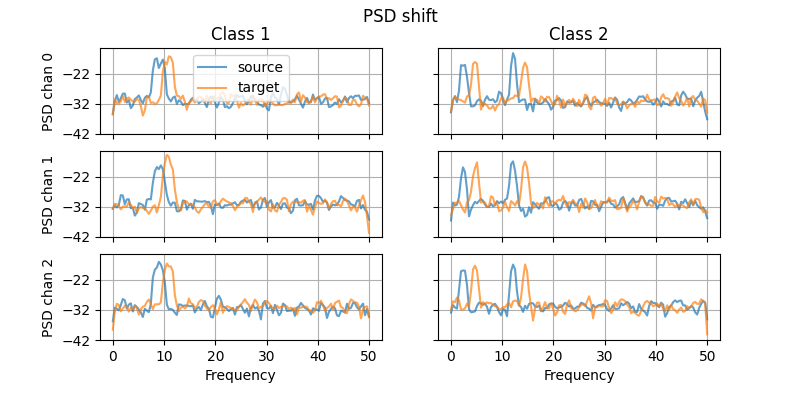 PSD shift
Class 1
Class 2
source
target
PSD chan 0
−22
−32
−42
PSD chan 1
−22
−32
−42
PSD chan 2
−22
−32
−42
0 10 20 30 40 50
0 10 20 30 40 50
Frequency
Frequency